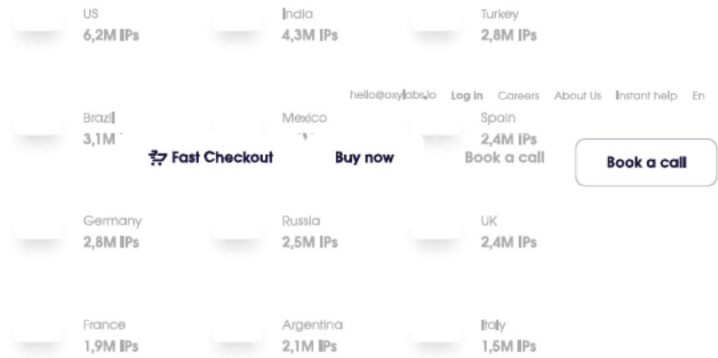 US India Turkey
6,2M IPs 4,3M IPs 2,8M IPs
hello@oxylabs.io Log in Careers About Us Instant help En
Brazil Mexico Spain
3,1M 2,4M IPs
Fast Checkout Buy now Book a call Book a call
Germany Russia UK
2,8M IPs 2,5M IPs 2,4M IPs
France Argentina Italy
1,9M IPs 2,1M IPs 1,5M IPs